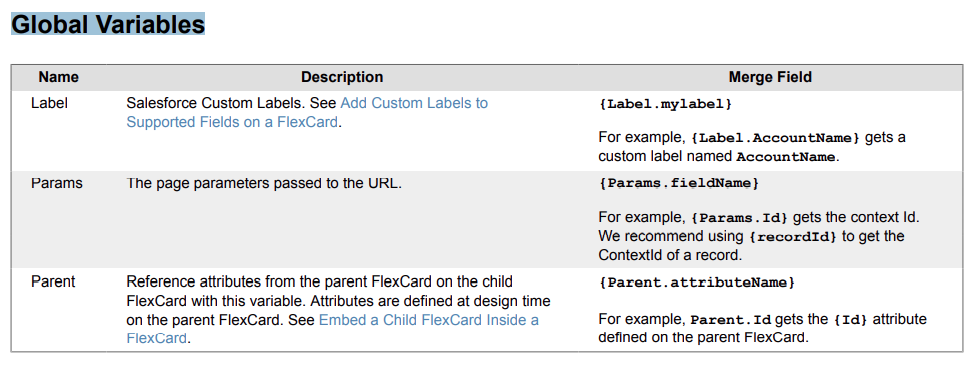 Global Variables
Name Description Merge Field
Label
Salesforce Custom Labels. See Add Custom Labels to
Supported Fields on a FlexCard.
{Label.mylabel}
For example, {Label.AccountName} gets a
custom label named AccountName.
Params
The page parameters passed to the URL.
{Params.fieldName}
For example, {Params.Id} gets the context Id.
We recommend using {recordId} to get the
ContextId of a record.
Parent
Reference attributes from the parent FlexCard on the child
FlexCard with this variable. Attributes are defined at design time
on the parent FlexCard. See Embed a Child FlexCard Inside a
FlexCard.
{Parent.attributeName}
For example, Parent.Id gets the {Id} attribute
defined on the parent FlexCard.